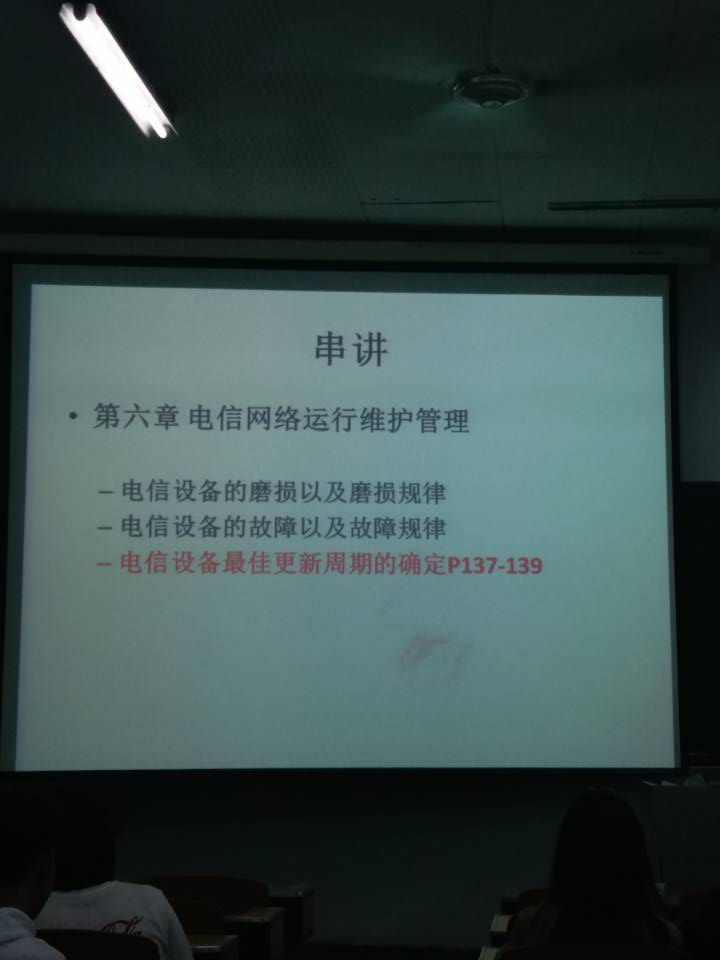 串讲
• 第六章 电信网络运行维护管理
– 电信设备的磨损以及磨损规律
– 电信设备的故障以及故障规律
– 电信设备最佳更新周期的确定P137-139